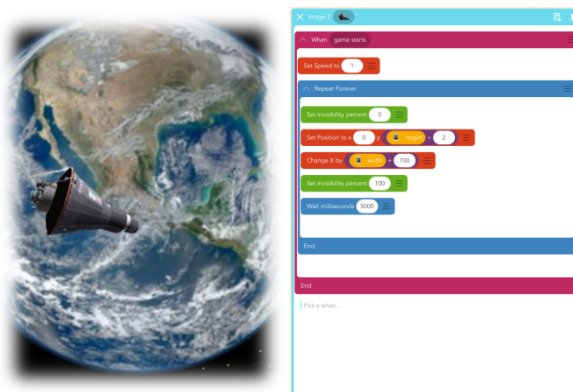 Image 2
When game starts
Set Speed to 1
Repeat Forever
Set Invisibility percent 0
Set Position to x 0 y height ÷ 2
Change X by width + 700
Set Invisibility percent 100
Wait milliseconds 5000
End
End
Pick a when...